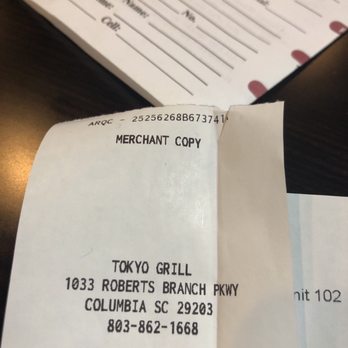 Name:
No:
Cell:
ARQC - 25256268B67374
MERCHANT COPY
TOKYO GRILL
1033 ROBERTS BRANCH PKWY
COLUMBIA SC 29203
803-862-1668
nit 102